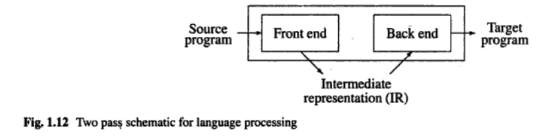 Source
program
Front end
Back end
Target
program
Intermediate
representation (IR)
Fig. 1.12 Two pass schematic for language processing